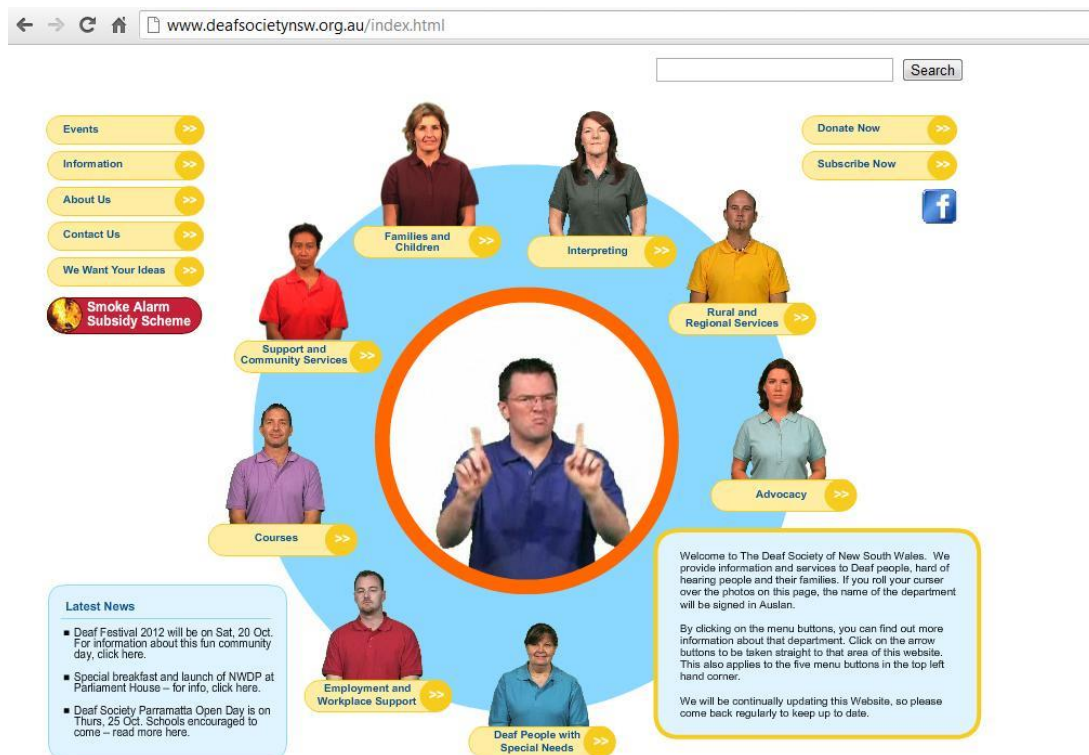 www.deafsocietynsw.org.au/index.html
Search
Events >>
Information >>
About Us >>
Contact Us >>
We Want Your Ideas >>
Smoke Alarm
Subsidy Scheme
Donate Now >>
Subscribe Now >>
f
Families and
Children >>
Interpreting >>
Rural and
Regional Services >>
Support and
Community Services >>
Advocacy >>
Courses >>
Employment and
Workplace Support >>
Deaf People with
Special Needs >>
Latest News
▪ Deaf Festival 2012 will be on Sat, 20 Oct.
For information about this fun community
day, click here.
▪ Special breakfast and launch of NWDP at
Parliament House – for info, click here.
▪ Deaf Society Parramatta Open Day is on
Thurs, 25 Oct. Schools encouraged to
come – read more here.
Welcome to The Deaf Society of New South Wales. We
provide information and services to Deaf people, hard of
hearing people and their families. If you roll your curser
over the photos on this page, the name of the department
will be signed in Auslan.
By clicking on the menu buttons, you can find out more
information about that department. Click on the arrow
buttons to be taken straight to that area of this website.
This also applies to the five menu buttons in the top left
hand corner.
We will be continually updating this Website, so please
come back regularly to keep up to date.